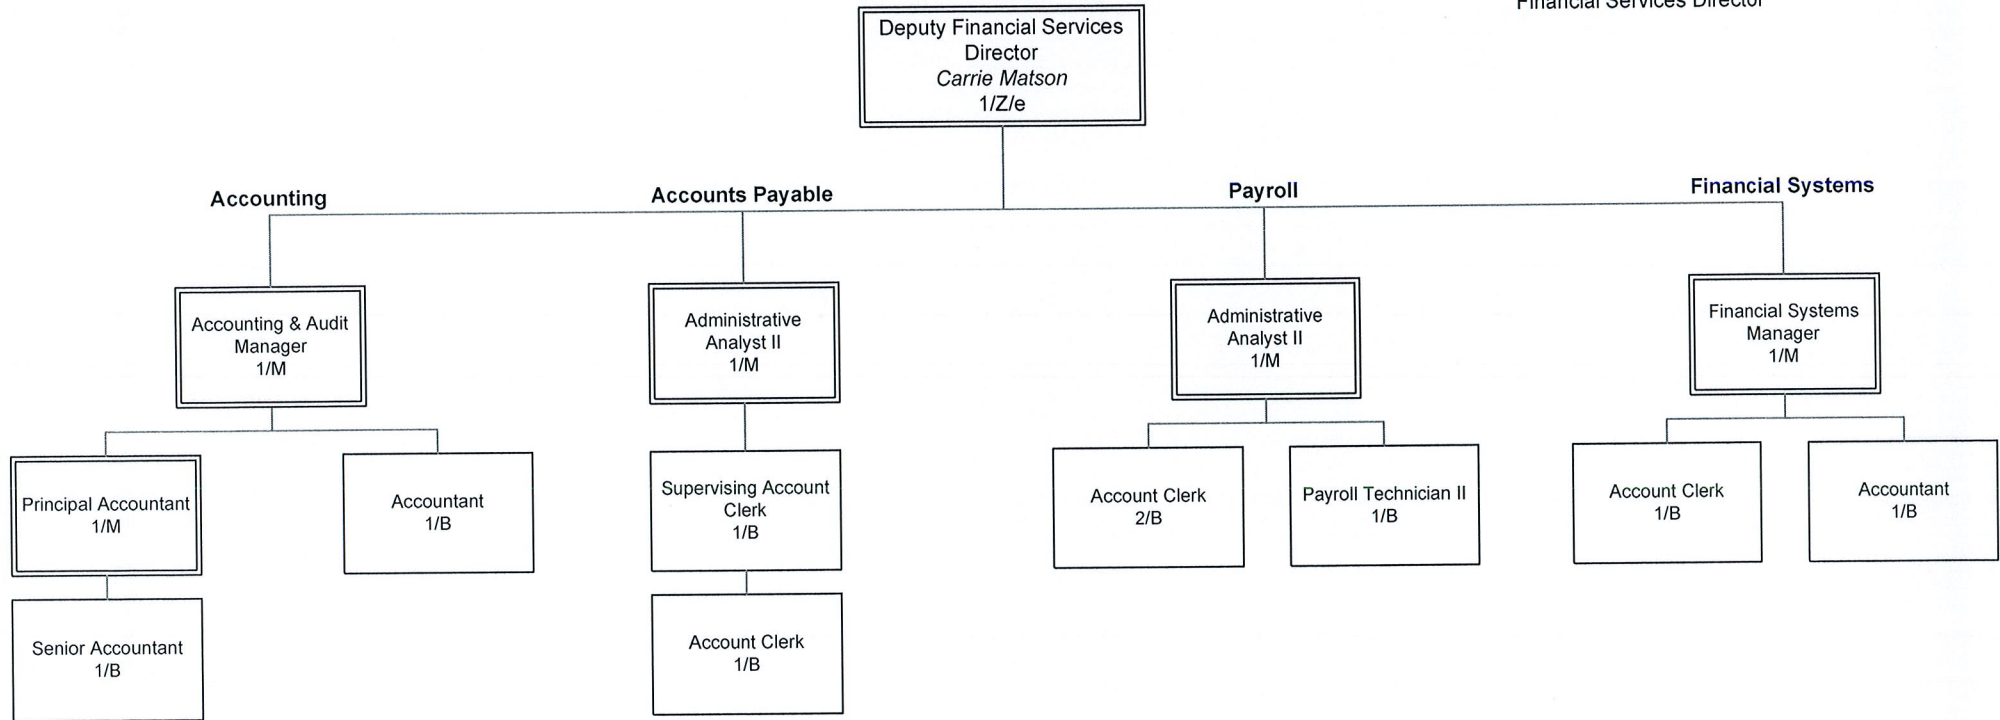 Financial Services Director
Deputy Financial Services
Director
Carrie Matson
1/Z/e
Accounting
Accounts Payable
Payroll
Financial Systems
Accounting & Audit
Manager
1/M
Administrative
Analyst II
1/M
Administrative
Analyst II
1/M
Financial Systems
Manager
1/M
Principal Accountant
1/M
Accountant
1/B
Supervising Account
Clerk
1/B
Account Clerk
2/B
Payroll Technician II
1/B
Account Clerk
1/B
Accountant
1/B
Senior Accountant
1/B
Account Clerk
1/B